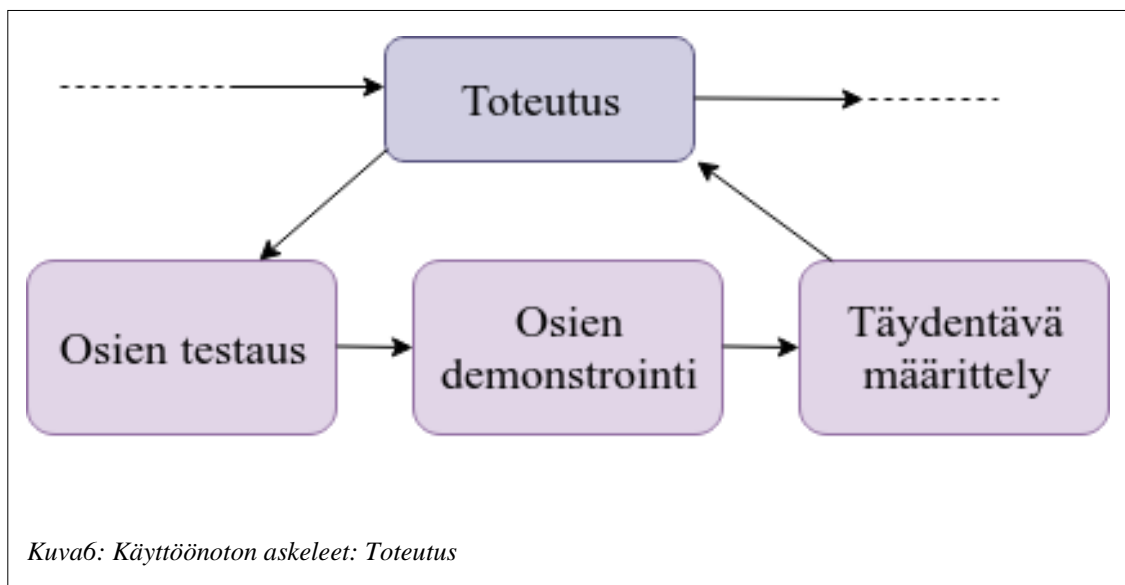 Toteutus
Osien testaus
Osien
demonstrointi
Täydentävä
määrittely
Kuva6: Käyttöönoton askeleet: Toteutus